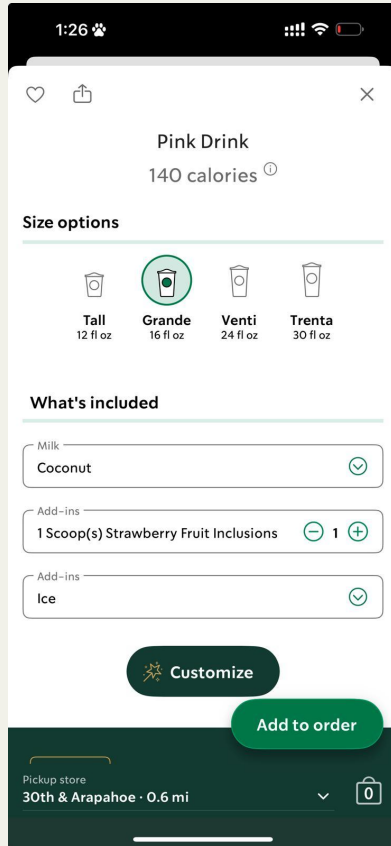 1:26
Pink Drink
140 calories
Size options
Tall
12 fl oz
Grande
16 fl oz
Venti
24 fl oz
Trenta
30 fl oz
What's included
Milk
Coconut
Add-ins
1 Scoop(s) Strawberry Fruit Inclusions 1
Add-ins
Ice
Customize
Add to order
Pickup store
30th & Arapahoe · 0.6 mi
0